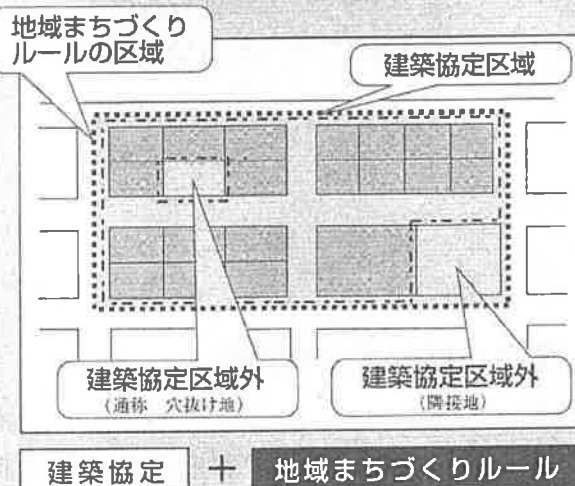 地域まちづくり
ルールの区域
建築協定区域
建築協定区域外
(通称 穴抜け地)
建築協定区域外
(隣接地)
建築協定 + 地域まちづくりルール